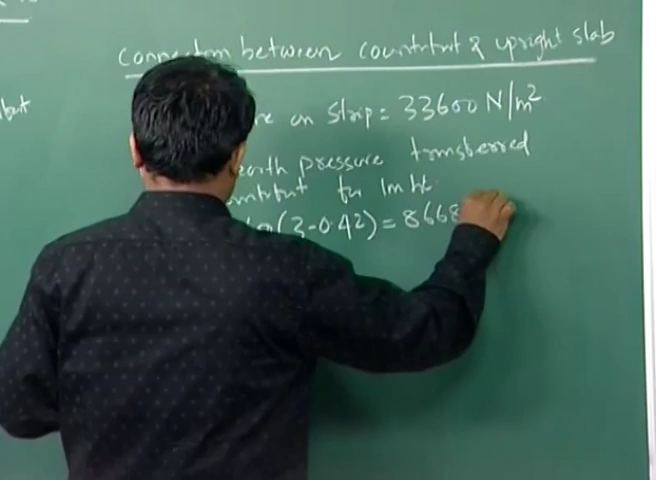 Connection between Counterfort & upright slab
on Strip = 33600 N/m²
earth pressure transferred
for 1m ht.
(3-0.42) = 8668